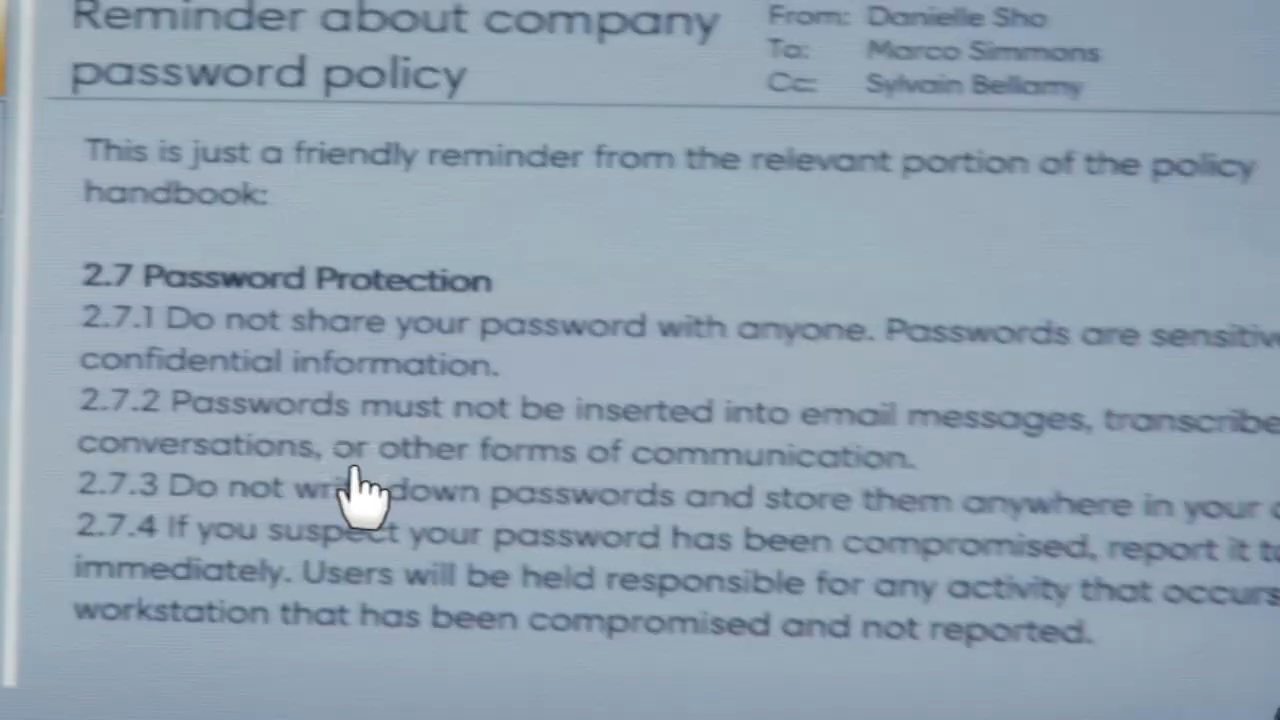 Reminder about company
password policy
From: Danielle Sho
To: Marco Simmons
Cc: Sylvain Bellamy
This is just a friendly reminder from the relevant portion of the policy
handbook:
2.7 Password Protection
2.7.1 Do not share your password with anyone. Passwords are
confidential information.
2.7.2 Passwords must not be inserted into email messages,
conversations, or other forms of communication.
2.7.3 Do not down passwords and store them anywhere in your
2.7.4 If you suspect your password has been compromised, report it
immediately. Users will be held responsible for any activity that occurs
workstation that has been compromised and not reported.